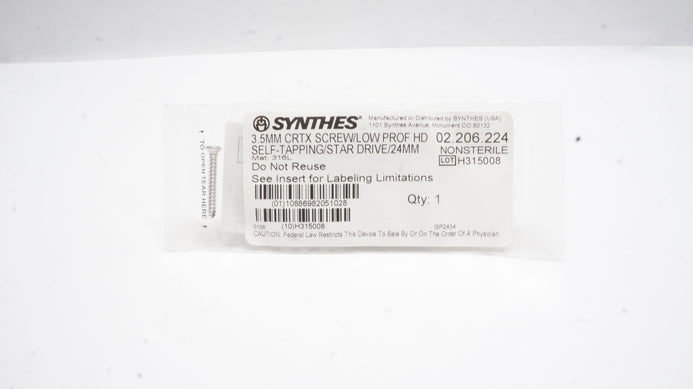 SYNTHES®
Manufactured or Distributed by SYNTHES (USA)
1101 Synthes Avenue, Monument CO 80132
3.5MM CRTX SCREW/LOW PROF HD
SELF-TAPPING/STAR DRIVE/24MM
02.206.224
NONSTERILE
LOT H315008
Mat: 316L
Do Not Reuse
See Insert for Labeling Limitations
(01)10886982051028
Qty: 1
(10)H315008
GP2434
CAUTION: Federal Law Restricts This Device To Sale By Or On The Order Of A Physician.
TO OPEN TEAR HERE